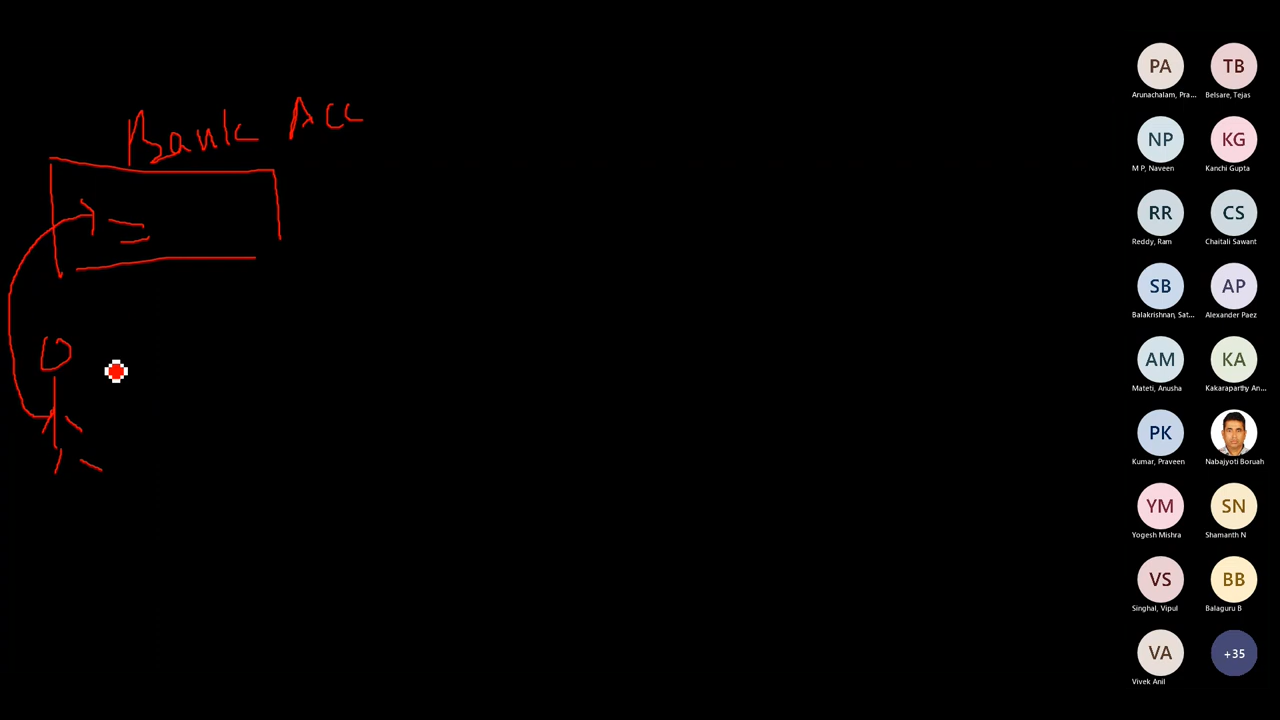 Bank Acc
PA TB
Arunachalam, Pra... Belsare, Tejas
NP KG
M P, Naveen Kanchi Gupta
RR CS
Reddy, Ram Chaitali Sawant
SB AP
Balakrishnan, Sat... Alexander Paez
AM KA
Mateti, Anusha Kakaraparthy An...
PK
Kumar, Praveen Nabajyoti Boruah
YM SN
Yogesh Mishra Shamanth N
VS BB
Singhal, Vipul Balaguru B
VA +35
Vivek Anil